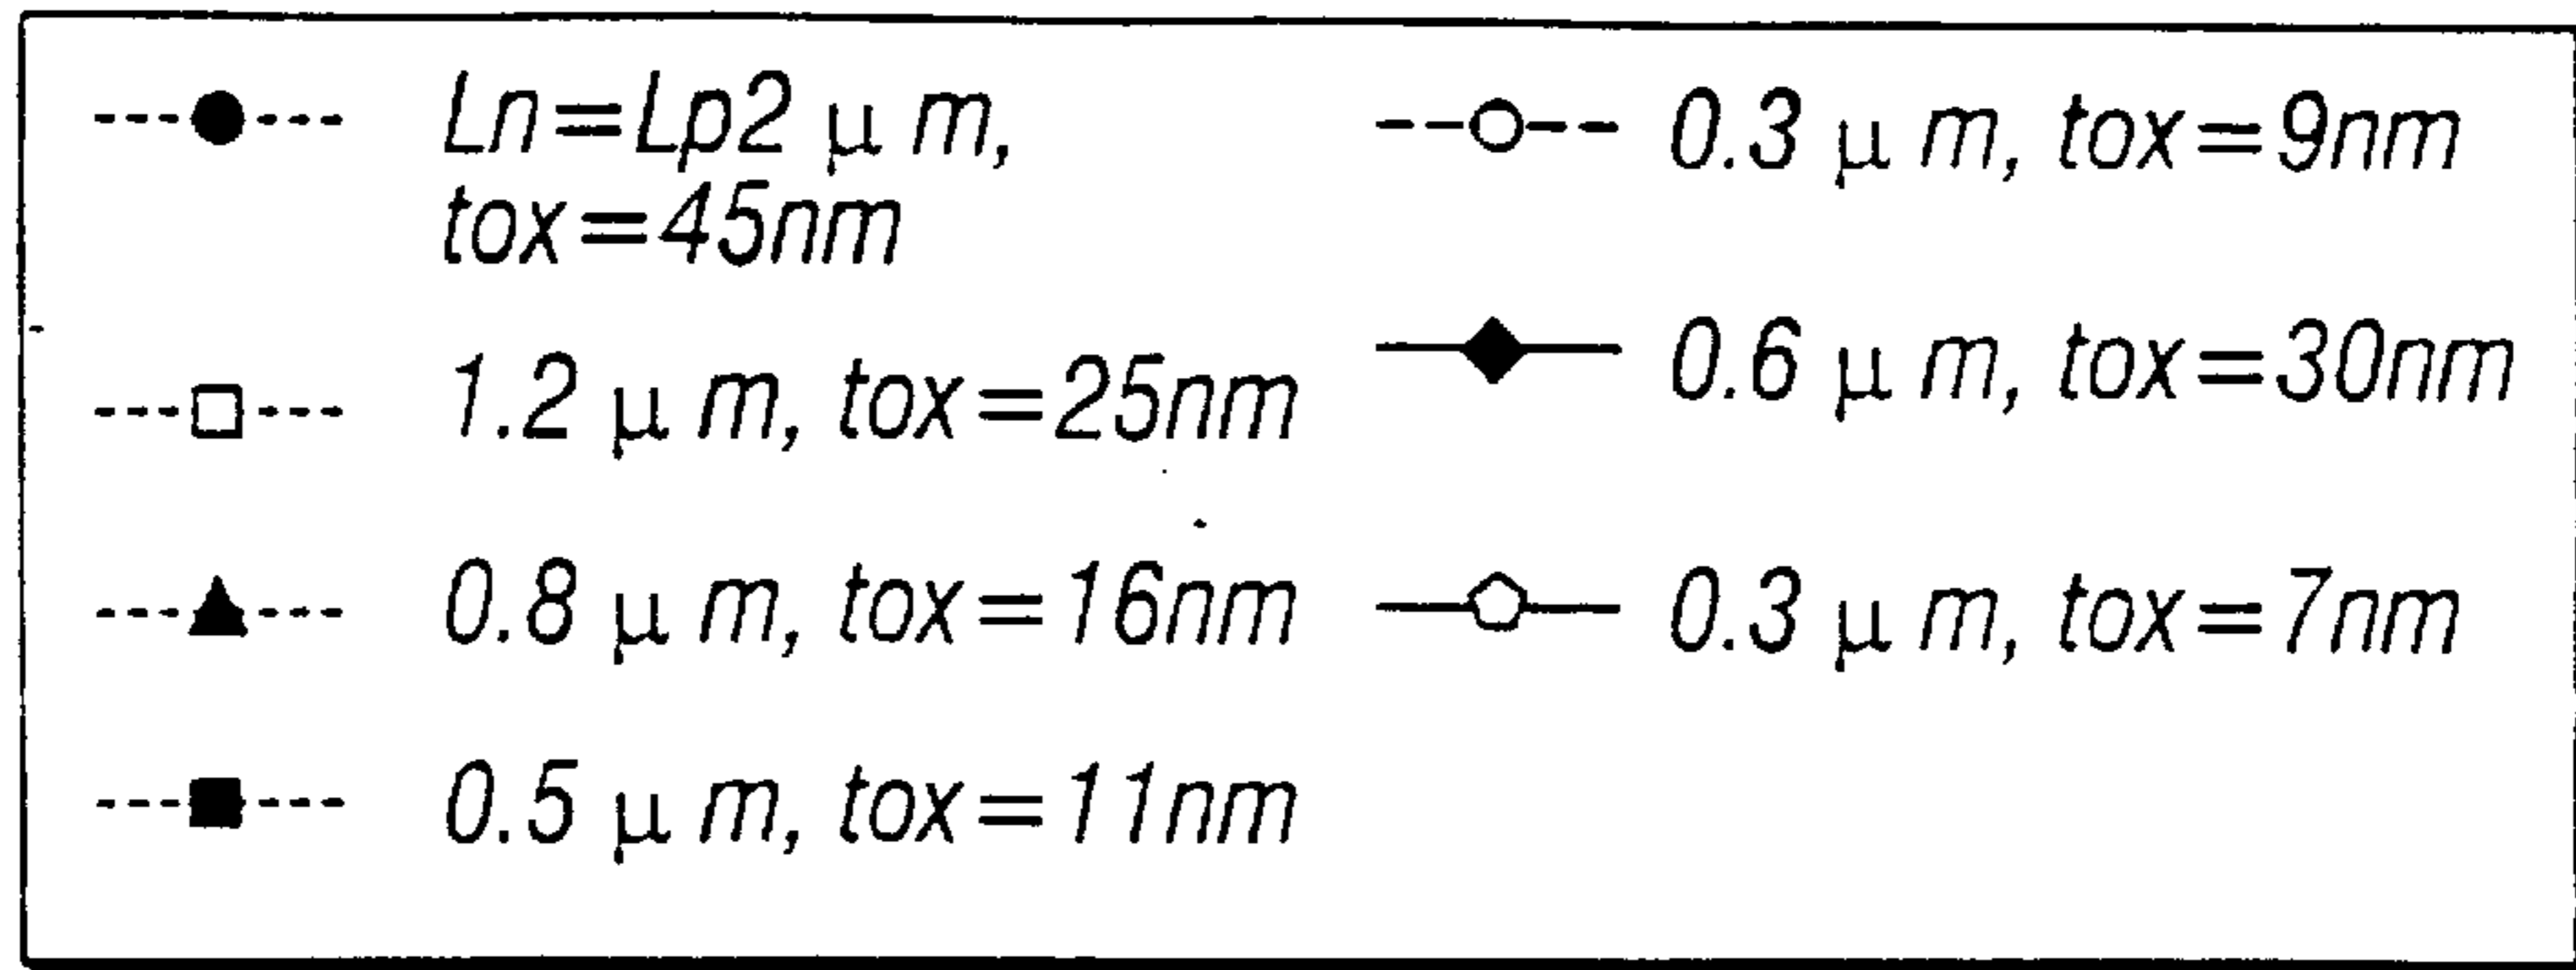 Ln=Lp2 μ m,
tox=45nm
1.2 μ m, tox=25nm
0.8 μ m, tox=16nm
0.5 μ m, tox=11nm
0.3 μ m, tox=9nm
0.6 μ m, tox=30nm
0.3 μ m, tox=7nm